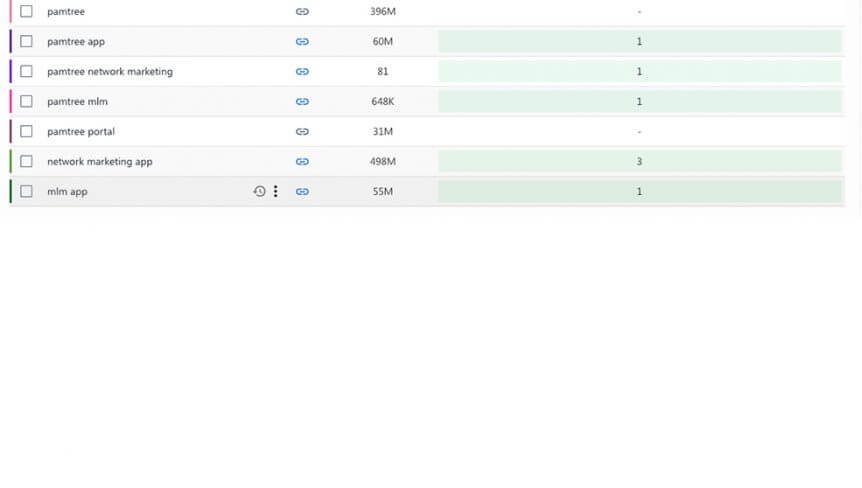 pamtree 396M -
pamtree app 60M 1
pamtree network marketing 81 1
pamtree mlm 648K 1
pamtree portal 31M -
network marketing app 498M 3
mlm app 55M 1